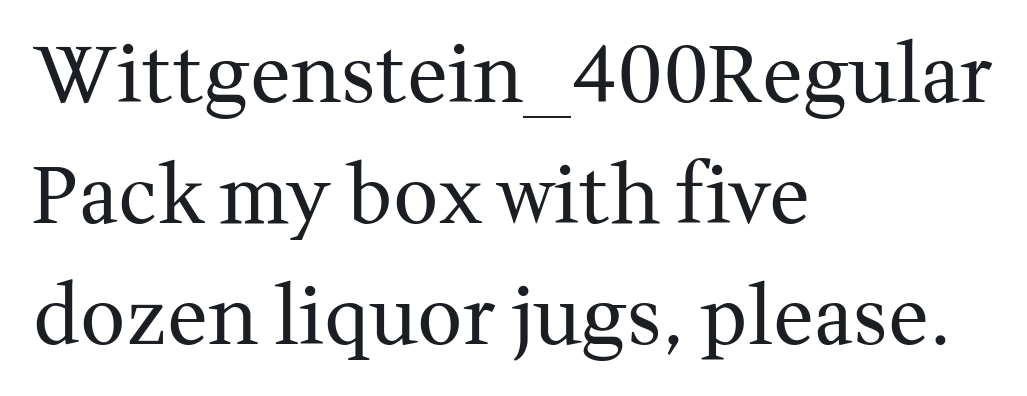 Wittgenstein_400Regular
Pack my box with five
dozen liquor jugs, please.